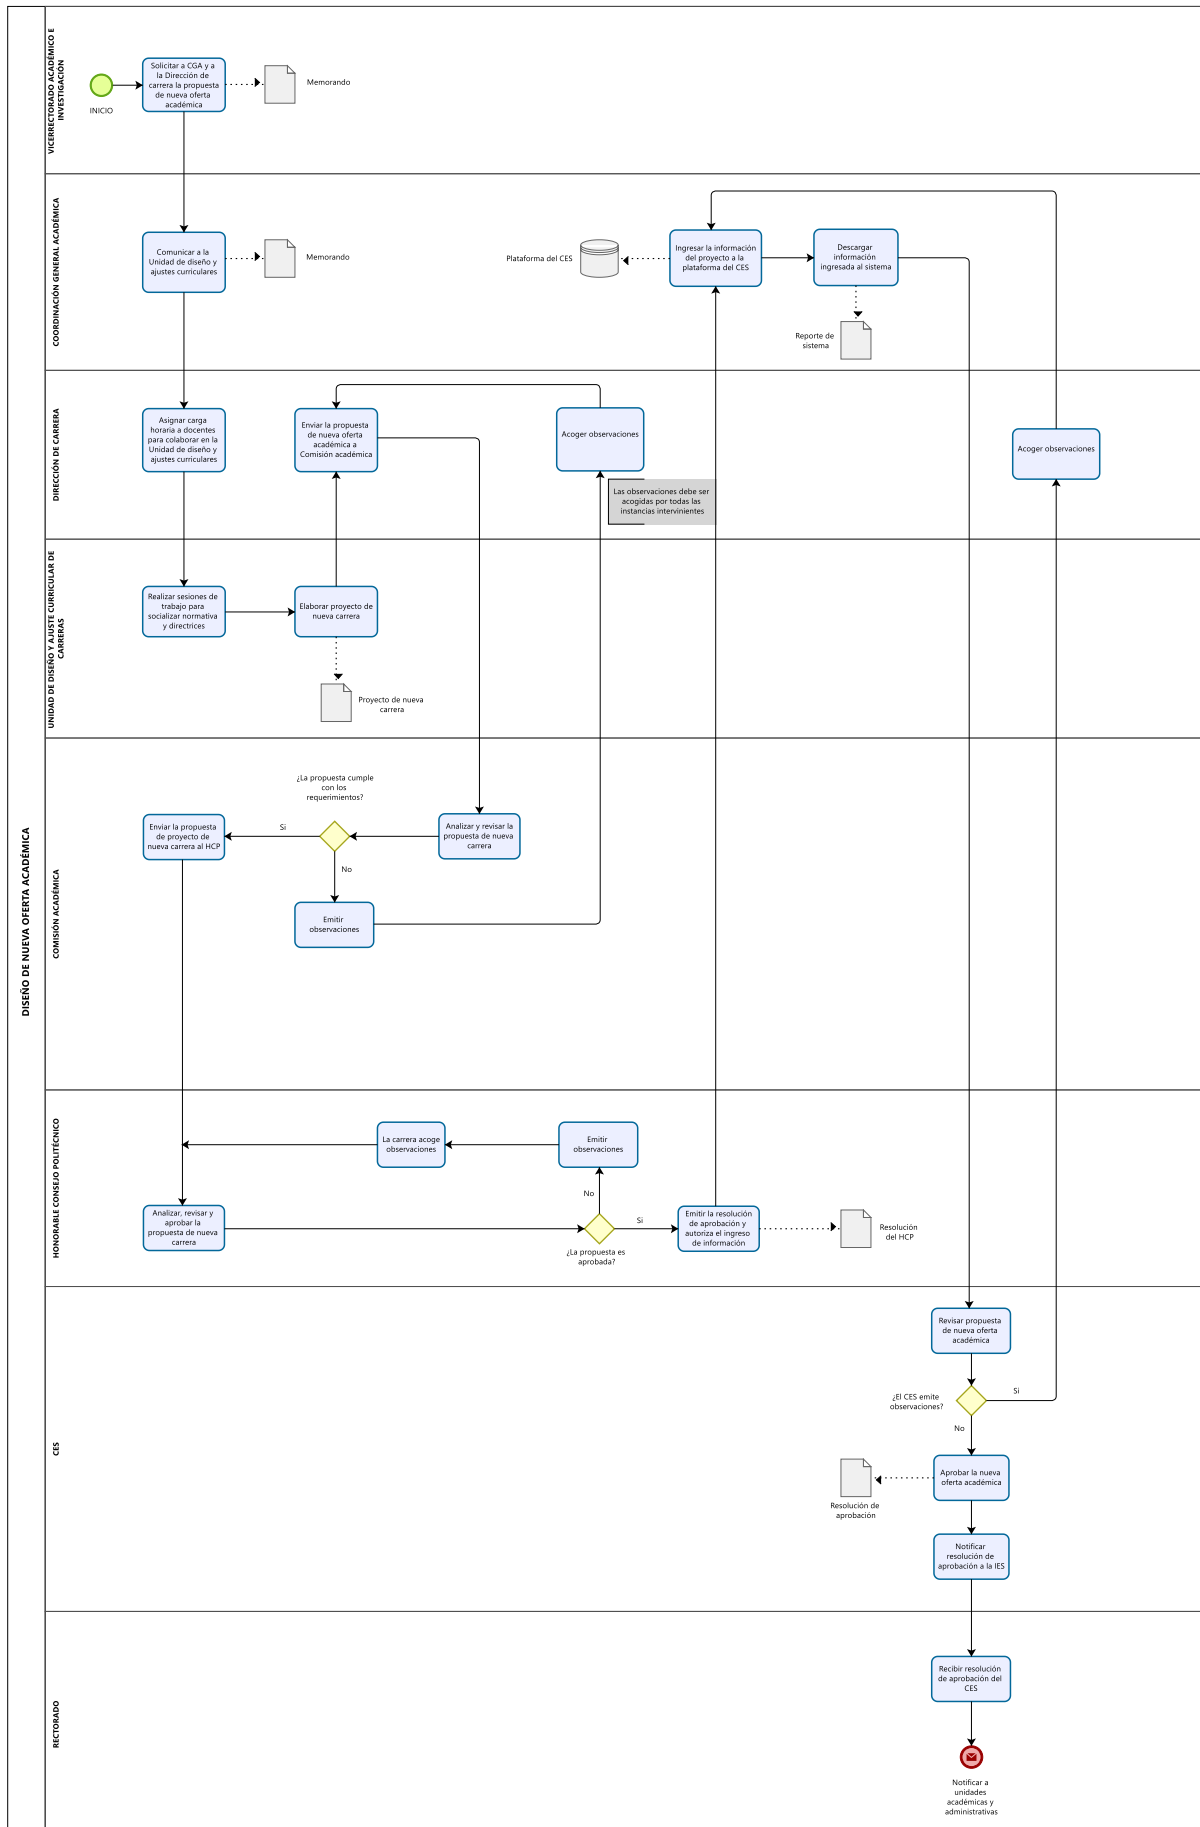 DISEÑO DE NUEVA OFERTA ACADÉMICA
VICERRECTORADO ACADÉMICO E
INVESTIGACIÓN
INICIO
Solicitar a CGA y a
la Dirección de
carrera la propuesta
de nueva oferta
académica
Memorando
COORDINACIÓN GENERAL ACADÉMICA
Comunicar a la
Unidad de diseño y
ajustes curriculares
Memorando
Plataforma del CES
Ingresar la información
del proyecto a la
plataforma del CES
Descargar
información
ingresada al sistema
Reporte de
sistema
DIRECCIÓN DE CARRERA
Asignar carga
horaria a docentes
para colaborar en la
Unidad de diseño y
ajustes curriculares
Enviar la propuesta
de nueva oferta
académica a
Comisión académica
Acoger observaciones
Las observaciones debe ser
acogidas por todas las
instancias intervinientes
Acoger observaciones
UNIDAD DE DISEÑO Y AJUSTE CURRICULAR DE
CARRERAS
Realizar sesiones de
trabajo para
socializar normativa
y directrices
Elaborar proyecto de
nueva carrera
Proyecto de nueva
carrera
COMISIÓN ACADÉMICA
¿La propuesta cumple
con los
requerimientos?
Enviar la propuesta
de proyecto de
nueva carrera al HCP
Si
Analizar y revisar la
propuesta de nueva
carrera
No
Emitir
observaciones
HONORABLE CONSEJO POLITÉCNICO
La carrera acoge
observaciones
Emitir
observaciones
No
Analizar, revisar y
aprobar la
propuesta de nueva
carrera
¿La propuesta es
aprobada?
Si
Emitir la resolución
de aprobación y
autoriza el ingreso
de información
Resolución
del HCP
CES
Revisar propuesta
de nueva oferta
académica
¿El CES emite
observaciones?
Si
No
Aprobar la nueva
oferta académica
Resolución de
aprobación
Notificar
resolución de
aprobación a la IES
RECTORADO
Recibir resolución
de aprobación del
CES
Notificar a
unidades
académicas y
administrativas